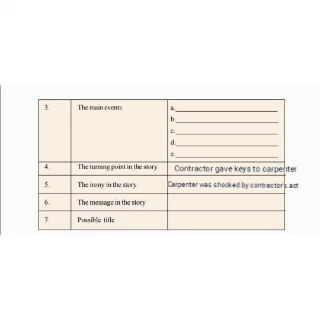 3. The main events a.
b.
c.
d.
e.
4. The turning point in the story Contractor gave keys to carpenter
5. The irony in the story Carpenter was shocked by contractor's act
6. The message in the story
7. Possible title